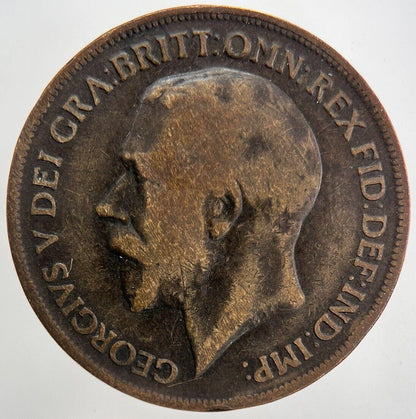 GEORGIVS V DEI GRA:BRITT:OMN:REX FID:DEF:IND:IMP: